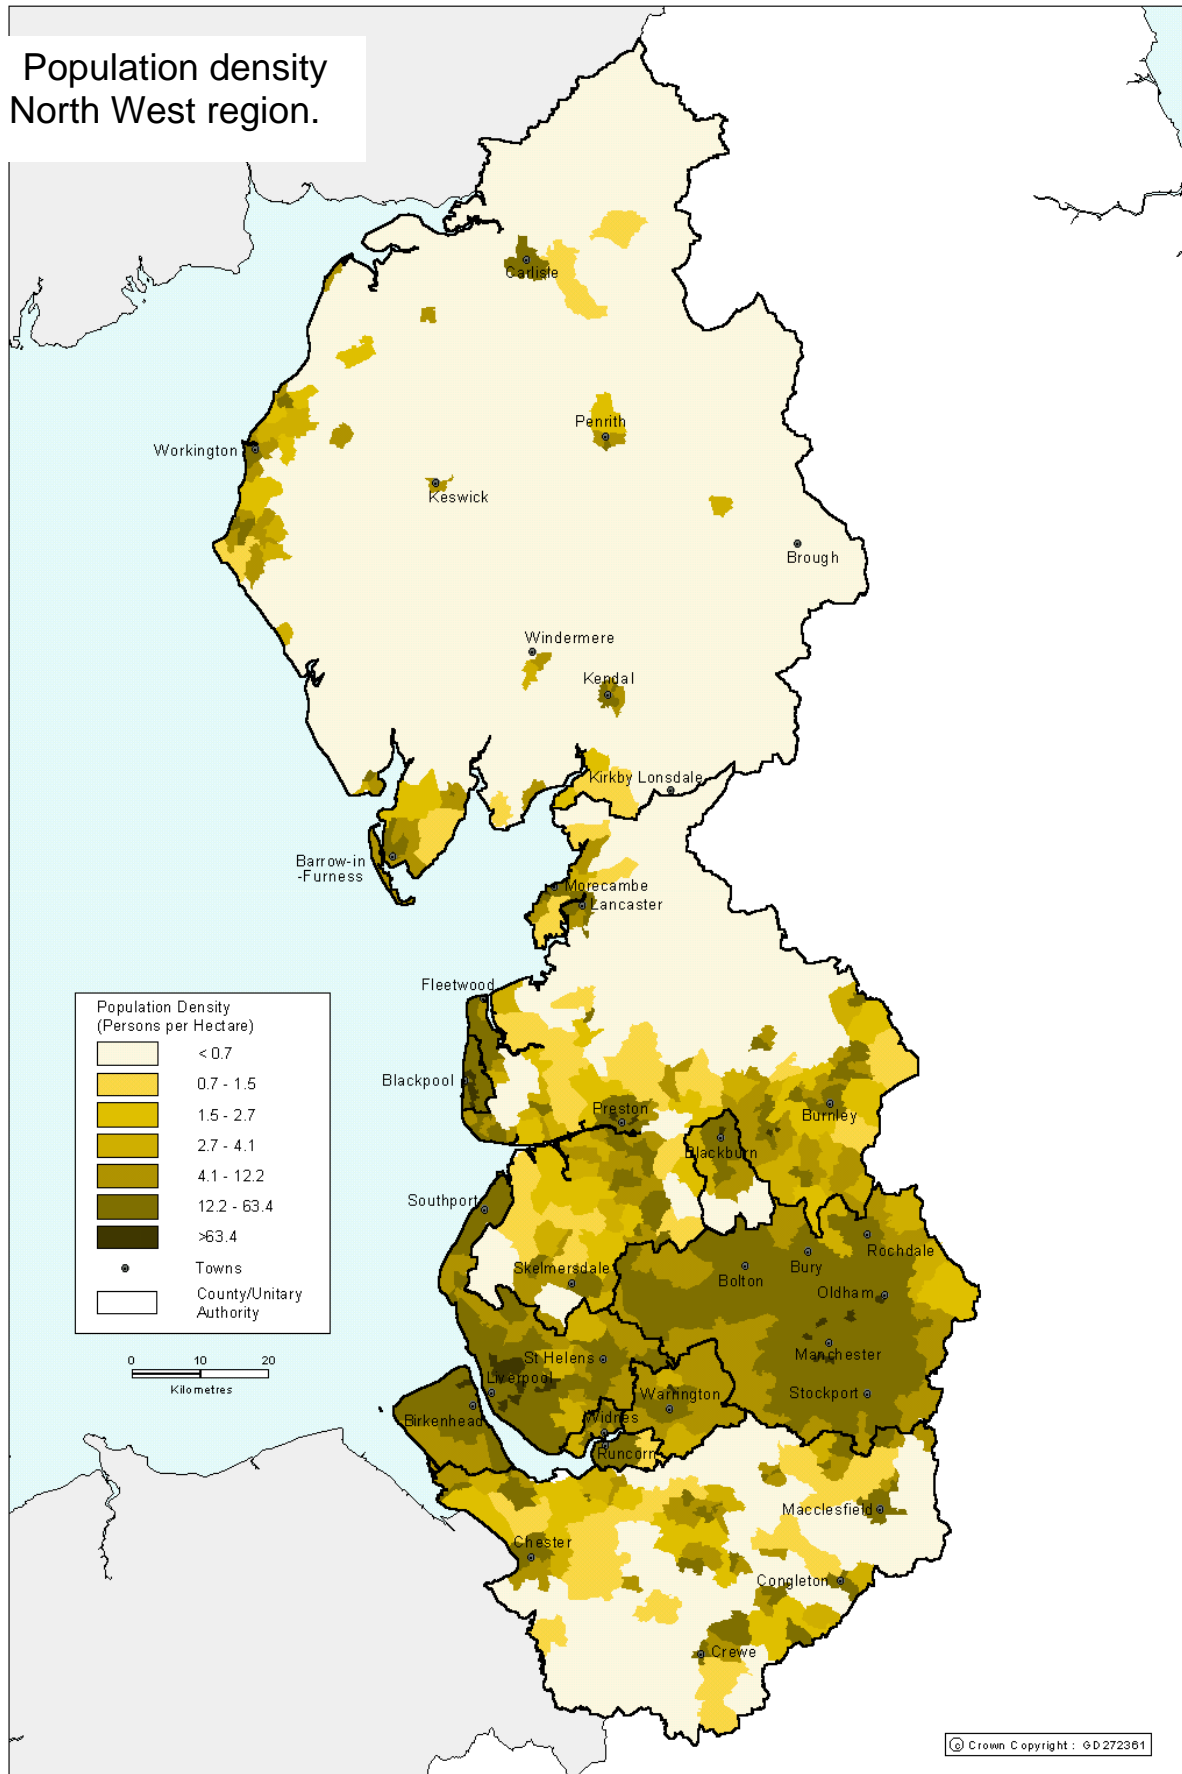 Population density
North West region.
Carlisle
Penrith
Workington
Keswick
Brough
Windermere
Kendal
Kirkby Lonsdale
Barrow-in
-Furness
Morecambe
Lancaster
Fleetwood
Population Density
(Persons per Hectare)
< 0.7
0.7 - 1.5
1.5 - 2.7
2.7 - 4.1
4.1 - 12.2
12.2 - 63.4
>63.4
Towns
County/Unitary
Authority
0 10 20
Kilometres
Blackpool
Preston
Burnley
Blackburn
Southport
Rochdale
Bury
Bolton
Skelmersdale
Oldham
Manchester
St Helens
Liverpool
Stockport
Warrington
Birkenhead
Widnes
Runcorn
Macclesfield
Chester
Congleton
Crewe
© Crown Copyright : GD272361